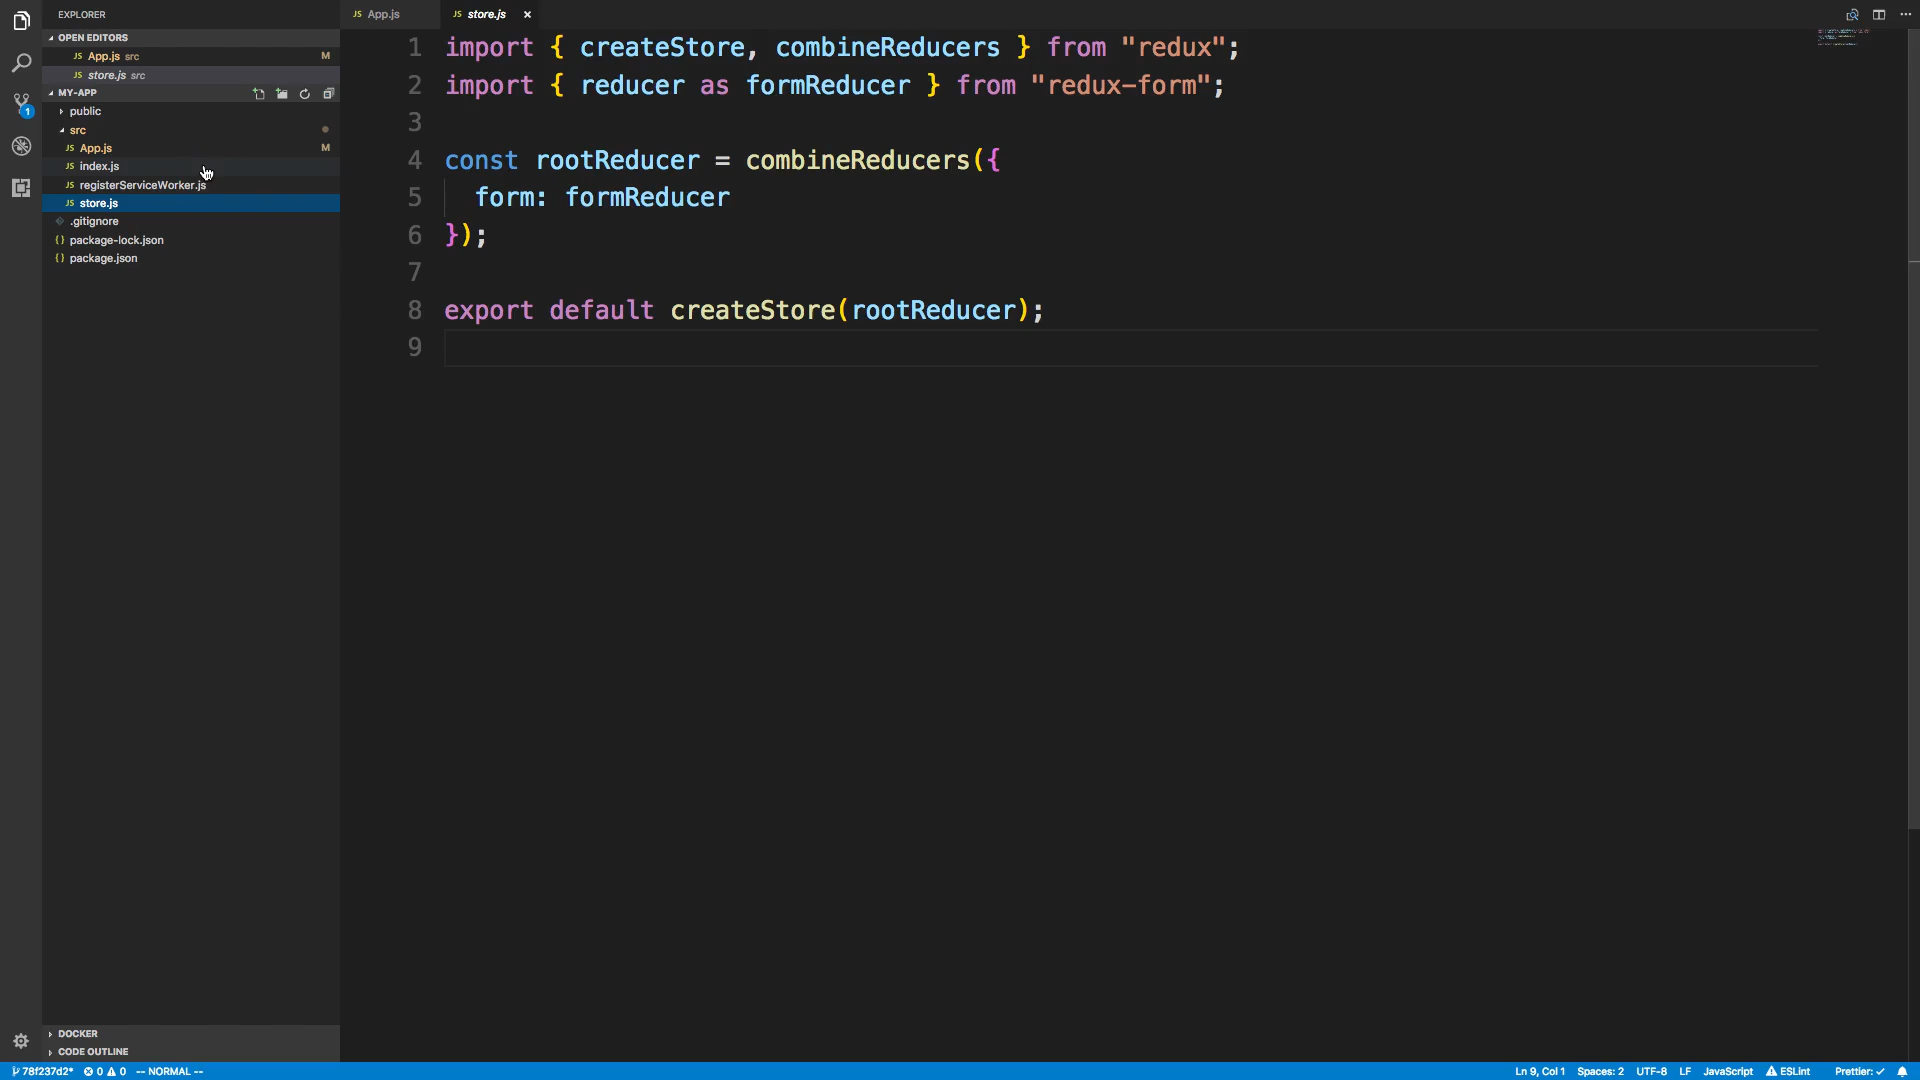 EXPLORER
OPEN EDITORS
JS App.js src M
JS store.js src
MY-APP
public
src
JS App.js M
JS index.js
JS registerServiceWorker.js
JS store.js
.gitignore
{} package-lock.json
{} package.json
DOCKER
CODE OUTLINE
1
JS App.js
JS store.js ×
1 import { createStore, combineReducers } from "redux";
2 import { reducer as formReducer } from "redux-form";
3
4 const rootReducer = combineReducers({
5 form: formReducer
6 });
7
8 export default createStore(rootReducer);
9
78f237d2* 0 0 -- NORMAL --
Ln 9, Col 1 Spaces: 2 UTF-8 LF JavaScript ESLint Prettier: ✓